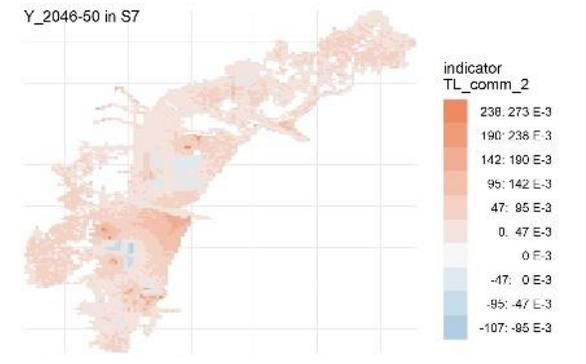 Y_2046-50 in S7
indicator
TL_comm_2
238: 273 E-3
190: 238 E-3
142: 190 E-3
95: 142 E-3
47: 95 E-3
0: 47 E-3
0 E-3
-47: 0 E-3
-95: -47 E-3
-107: -95 E-3